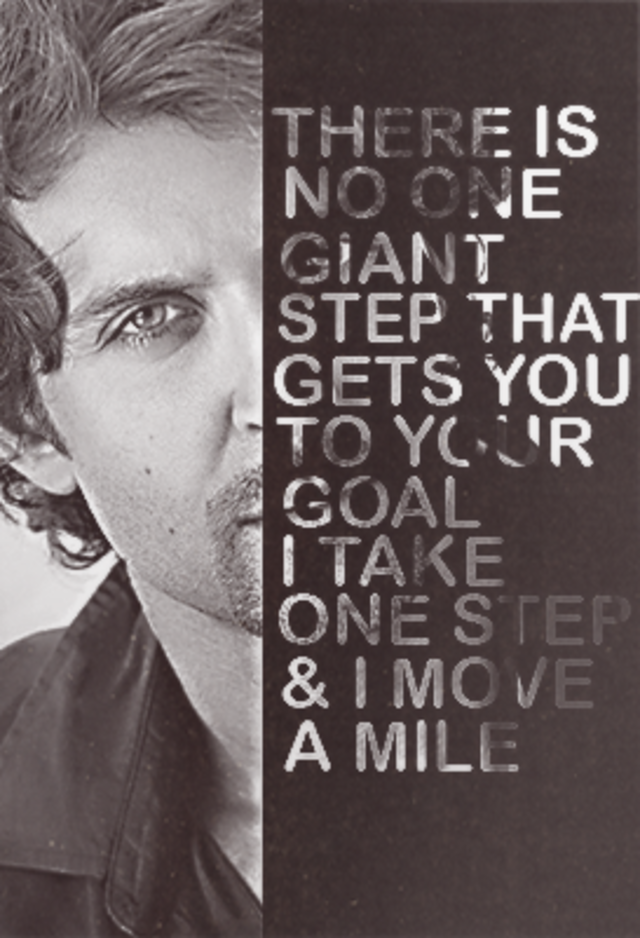 THERE IS
NO ONE
GIANT
STEP THAT
GETS YOU
TO YOUR
GOAL
I TAKE
ONE STEP
& I MOVE
A MILE